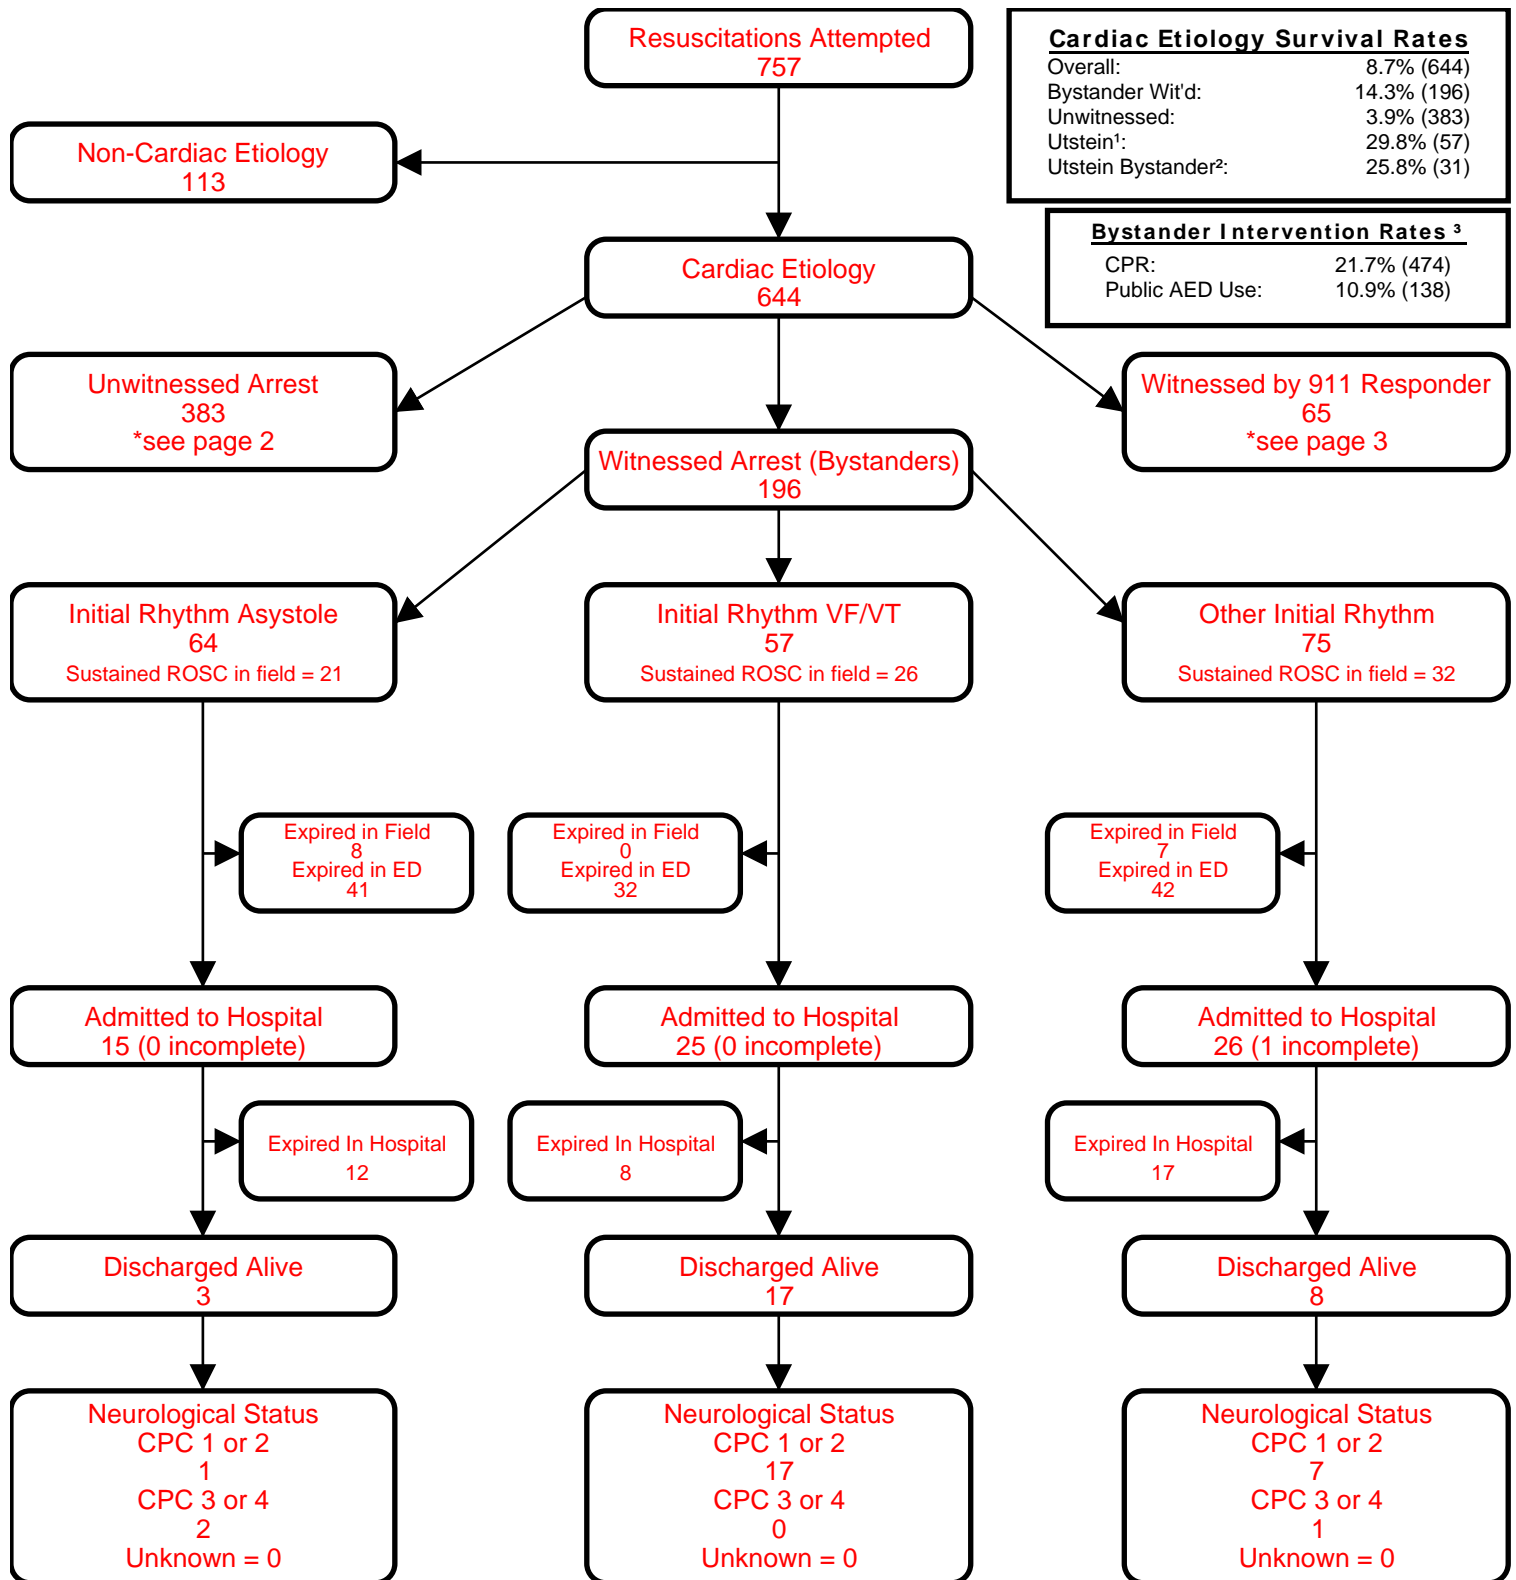 Resuscitations Attempted
757
Cardiac Etiology Survival Rates
Overall: 8.7% (644)
Bystander Wit'd: 14.3% (196)
Unwitnessed: 3.9% (383)
Utstein¹: 29.8% (57)
Utstein Bystander²: 25.8% (31)
Non-Cardiac Etiology
113
Bystander Intervention Rates ³
CPR: 21.7% (474)
Public AED Use: 10.9% (138)
Cardiac Etiology
644
Unwitnessed Arrest
383
*see page 2
Witnessed Arrest (Bystanders)
196
Witnessed by 911 Responder
65
*see page 3
Initial Rhythm Asystole
64
Sustained ROSC in field = 21
Initial Rhythm VF/VT
57
Sustained ROSC in field = 26
Other Initial Rhythm
75
Sustained ROSC in field = 32
Expired in Field
8
Expired in ED
41
Expired in Field
0
Expired in ED
32
Expired in Field
7
Expired in ED
42
Admitted to Hospital
15 (0 incomplete)
Admitted to Hospital
25 (0 incomplete)
Admitted to Hospital
26 (1 incomplete)
Expired In Hospital
12
Expired In Hospital
8
Expired In Hospital
17
Discharged Alive
3
Discharged Alive
17
Discharged Alive
8
Neurological Status
CPC 1 or 2
1
CPC 3 or 4
2
Unknown = 0
Neurological Status
CPC 1 or 2
17
CPC 3 or 4
0
Unknown = 0
Neurological Status
CPC 1 or 2
7
CPC 3 or 4
1
Unknown = 0